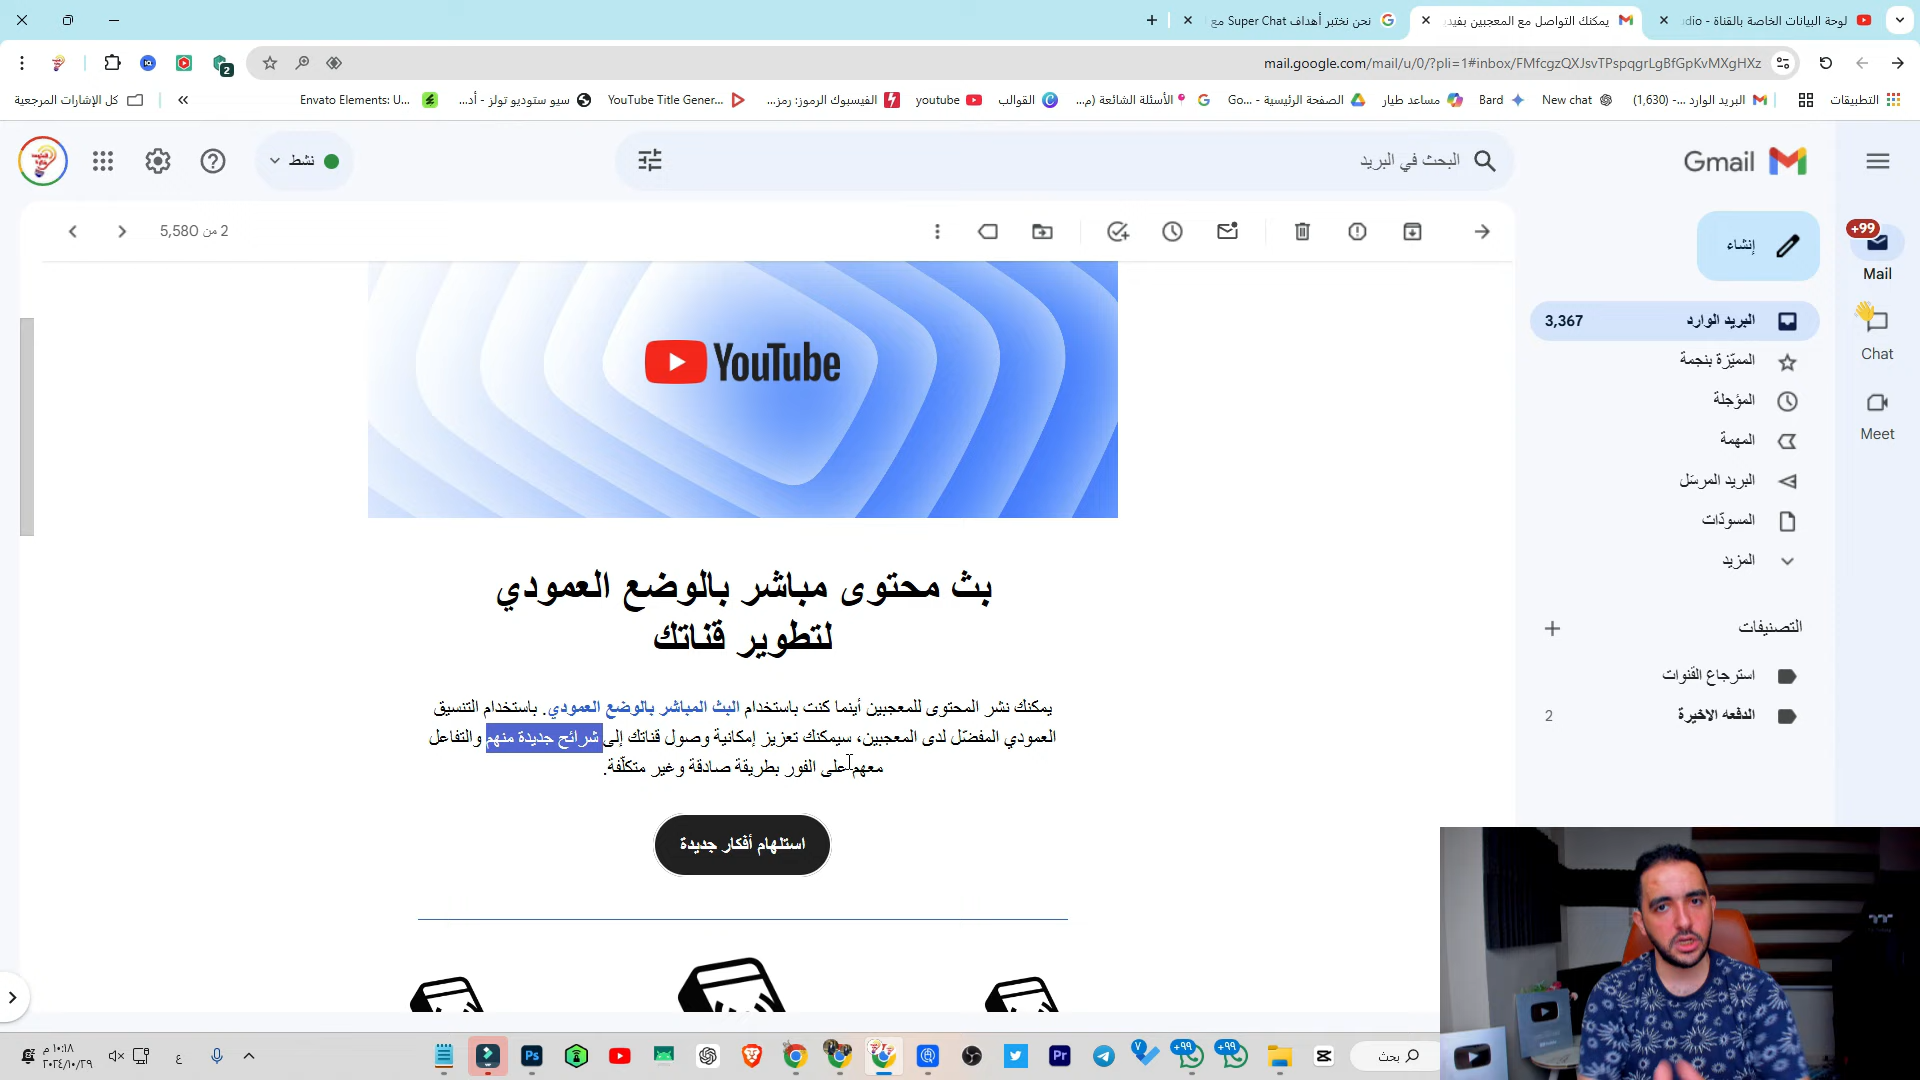 لوحة البيانات الخاصة بالقناة - dio
يمكنك التواصل مع المعجبين بفيدي
نحن نختبر أهداف Super Chat مع
mail.google.com/mail/u/0/?pli=1#inbox/FMfcgzQXJsvTPspqgrLgBfGpKvMXgHXz
2
التطبيقات
البريد الوارد ...- (1,630)
New chat
Bard
مساعد طيار
الصفحة الرئيسية - ...Go
الأسئلة الشائعة (م...
القوالب
youtube
الفيسبوك الرموز: رمز...
YouTube Title Gener...
سيو ستوديو تولز - أد...
Envato Elements: U...
كل الإشارات المرجعية
Gmail
البحث في البريد
نشط
2 من 5,580
+99
Mail
Chat
Meet
إنشاء
البريد الوارد
3,367
المميّزة بنجمة
المؤجلة
المهمة
البريد المرسَل
المسودّات
المزيد
التصنيفات
استرجاع القنوات
الدفعه الاخيرة
2
YouTube
بث محتوى مباشر بالوضع العمودي
لتطوير قناتك
يمكنك نشر المحتوى للمعجبين أينما كنت باستخدام البث المباشر بالوضع العمودي. باستخدام التنسيق
العمودي المفضّل لدى المعجبين، سيمكنك تعزيز إمكانية وصول قناتك إلى شرائح جديدة منهم والتفاعل
معهم على الفور بطريقة صادقة وغير متكلّفة.
استلهام أفكار جديدة
بحث
+99
+99
ع
١٠:١٨ م
٢٠٢٤/١٠/٢٩